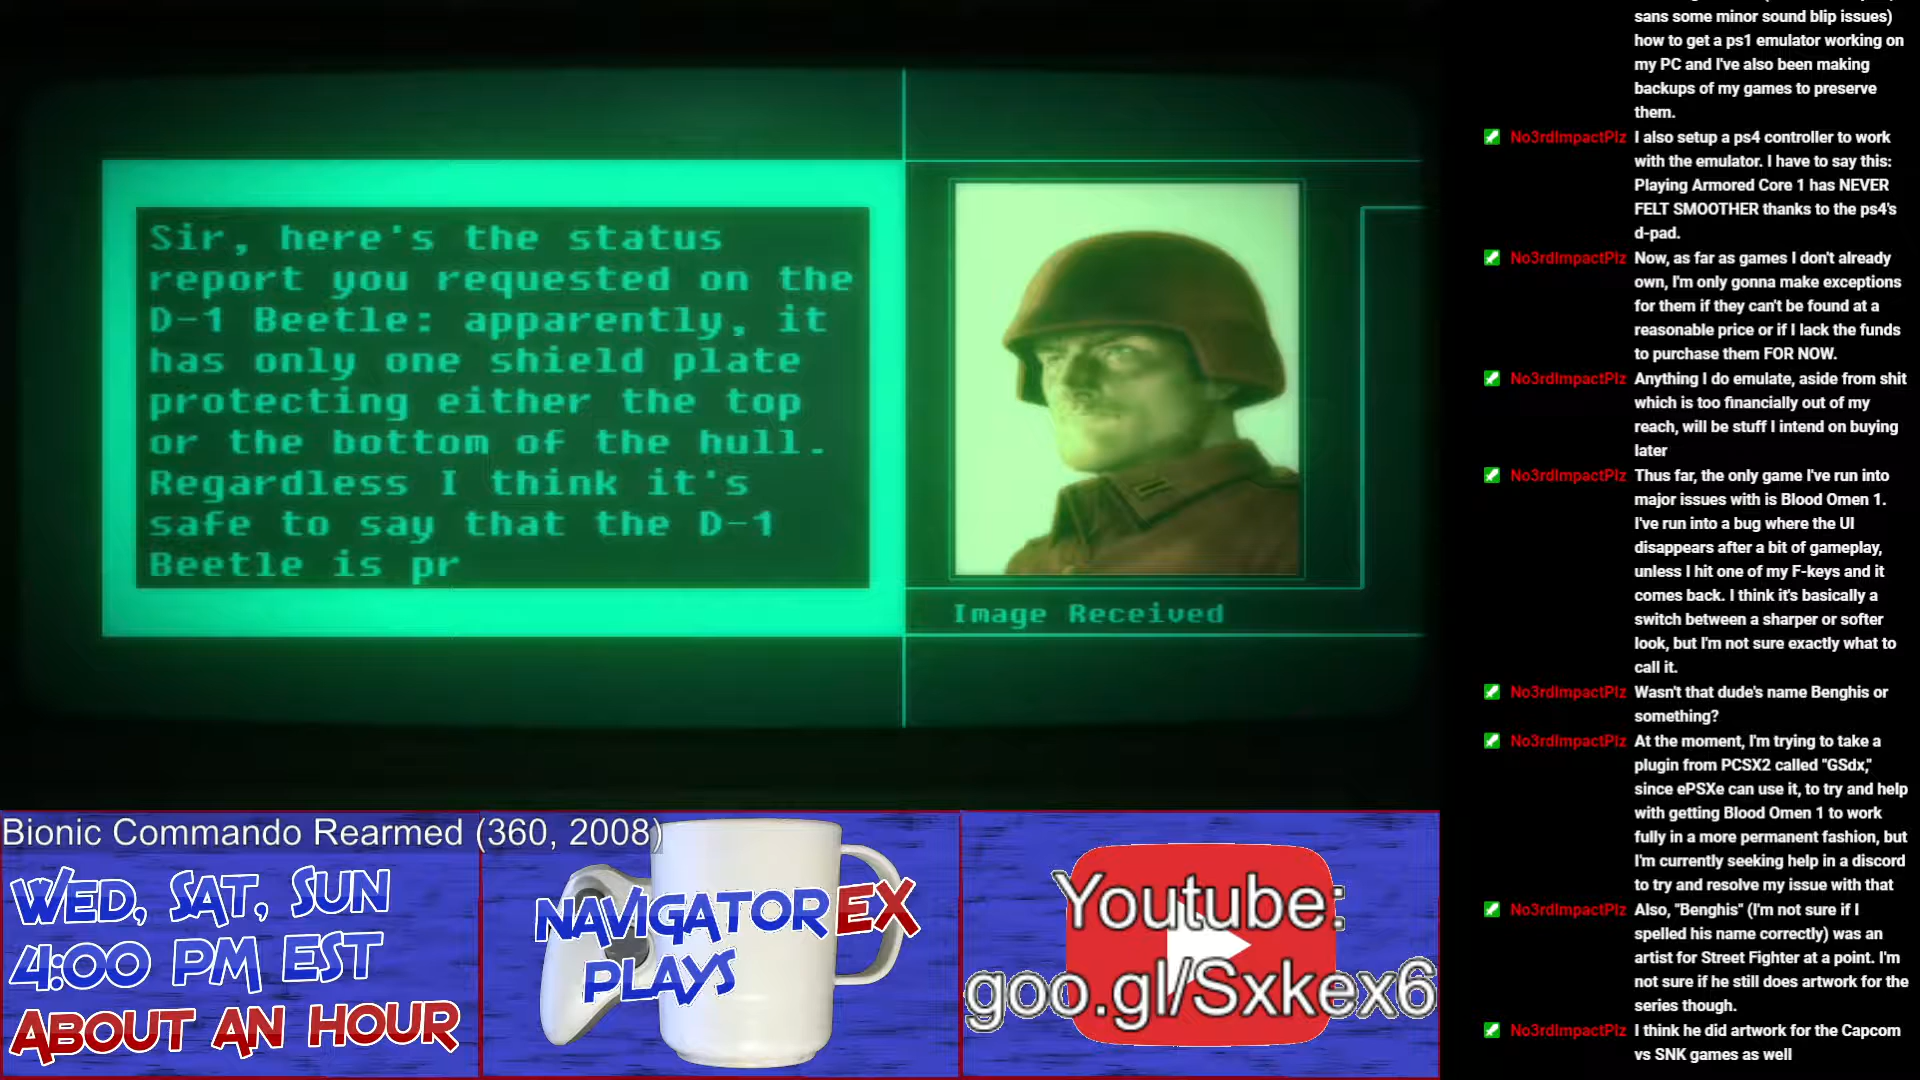 Sir, here's the status
report you requested on the
D-1 Beetle: apparently, it
has only one shield plate
protecting either the top
or the bottom of the hull.
Regardless I think it's
safe to say that the D-1
Beetle is pr
Image Received
Bionic Commando Rearmed (360, 2008)
WED, SAT, SUN
4:00 PM EST
ABOUT AN HOUR
NAVIGATOR EX
PLAYS
Youtube:
goo.gl/Sxkex6
sans some minor sound blip issues)
how to get a ps1 emulator working on
my PC and I've also been making
backups of my games to preserve
them.
No3rdImpactPlz I also setup a ps4 controller to work
with the emulator. I have to say this:
Playing Armored Core 1 has NEVER
FELT SMOOTHER thanks to the ps4's
d-pad.
No3rdImpactPlz Now, as far as games I don't already
own, I'm only gonna make exceptions
for them if they can't be found at a
reasonable price or if I lack the funds
to purchase them FOR NOW.
No3rdImpactPlz Anything I do emulate, aside from shit
which is too financially out of my
reach, will be stuff I intend on buying
later
No3rdImpactPlz Thus far, the only game I've run into
major issues with is Blood Omen 1.
I've run into a bug where the UI
disappears after a bit of gameplay,
unless I hit one of my F-keys and it
comes back. I think it's basically a
switch between a sharper or softer
look, but I'm not sure exactly what to
call it.
No3rdImpactPlz Wasn't that dude's name Benghis or
something?
No3rdImpactPlz At the moment, I'm trying to take a
plugin from PCSX2 called "GSdx,"
since ePSXe can use it, to try and help
with getting Blood Omen 1 to work
fully in a more permanent fashion, but
I'm currently seeking help in a discord
to try and resolve my issue with that
No3rdImpactPlz Also, "Benghis" (I'm not sure if I
spelled his name correctly) was an
artist for Street Fighter at a point. I'm
not sure if he still does artwork for the
series though.
No3rdImpactPlz I think he did artwork for the Capcom
vs SNK games as well